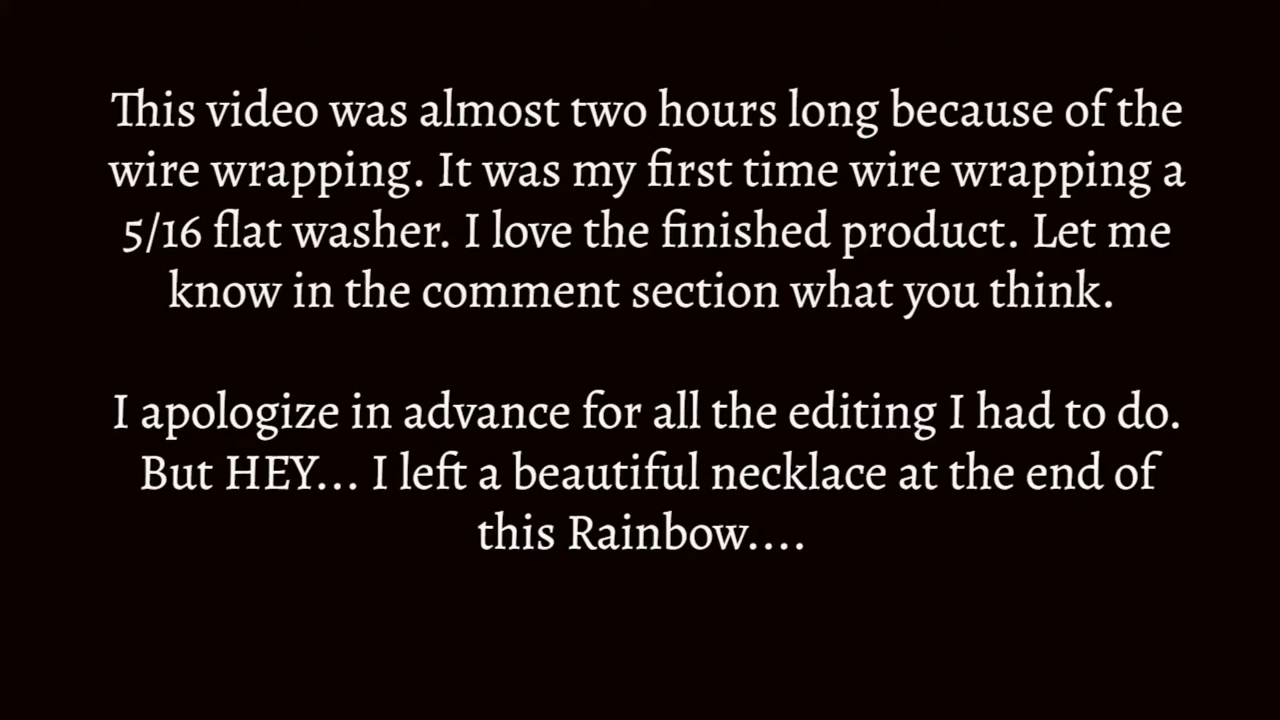 This video was almost two hours long because of the
wire wrapping. It was my first time wire wrapping a
5/16 flat washer. I love the finished product. Let me
know in the comment section what you think.
I apologize in advance for all the editing I had to do.
But HEY... I left a beautiful necklace at the end of
this Rainbow....